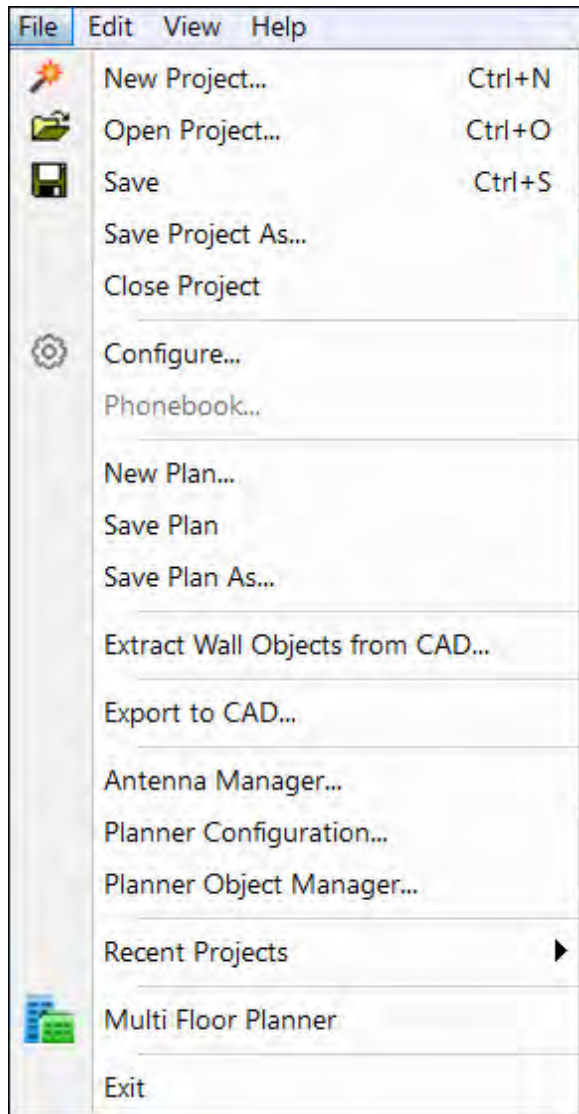 File Edit View Help
New Project... Ctrl+N
Open Project... Ctrl+O
Save Ctrl+S
Save Project As...
Close Project
Configure...
Phonebook...
New Plan...
Save Plan
Save Plan As...
Extract Wall Objects from CAD...
Export to CAD...
Antenna Manager...
Planner Configuration...
Planner Object Manager...
Recent Projects
Multi Floor Planner
Exit